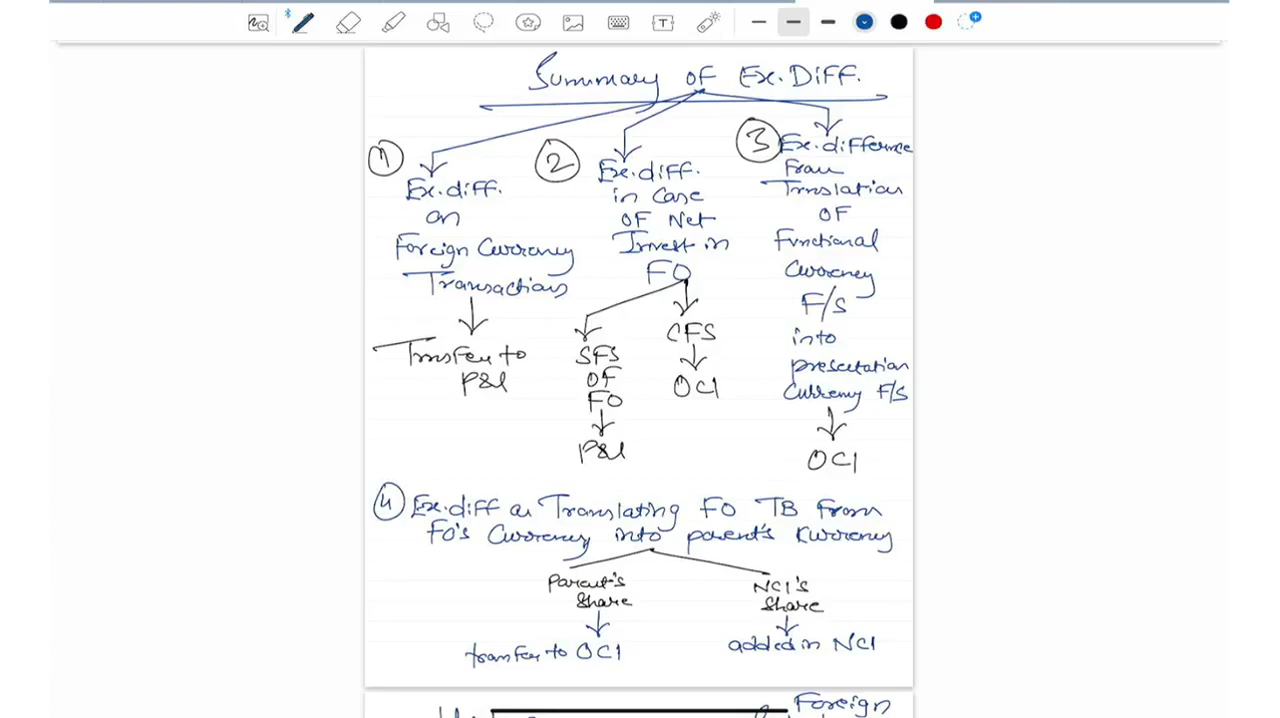 Summary of Ex. Diff.
1
Ex. diff.
on
Foreign Currency
Transactions
Transfer to
P&L
2
Ex. diff.
in Case
OF Net
Invest in
FO
SFS
OF
FO
P&L
CFS
OCI
3
Ex. difference
From
Translation
OF
Functional
Currency
F/S
into
presentation
Currency F/S
OCI
4 Ex. diff on Translating FO TB From
FO's Currency into parent's Kurrency
Parent's
Share
transfer to OCI
NCI's
Share
added in NCI
Foreign